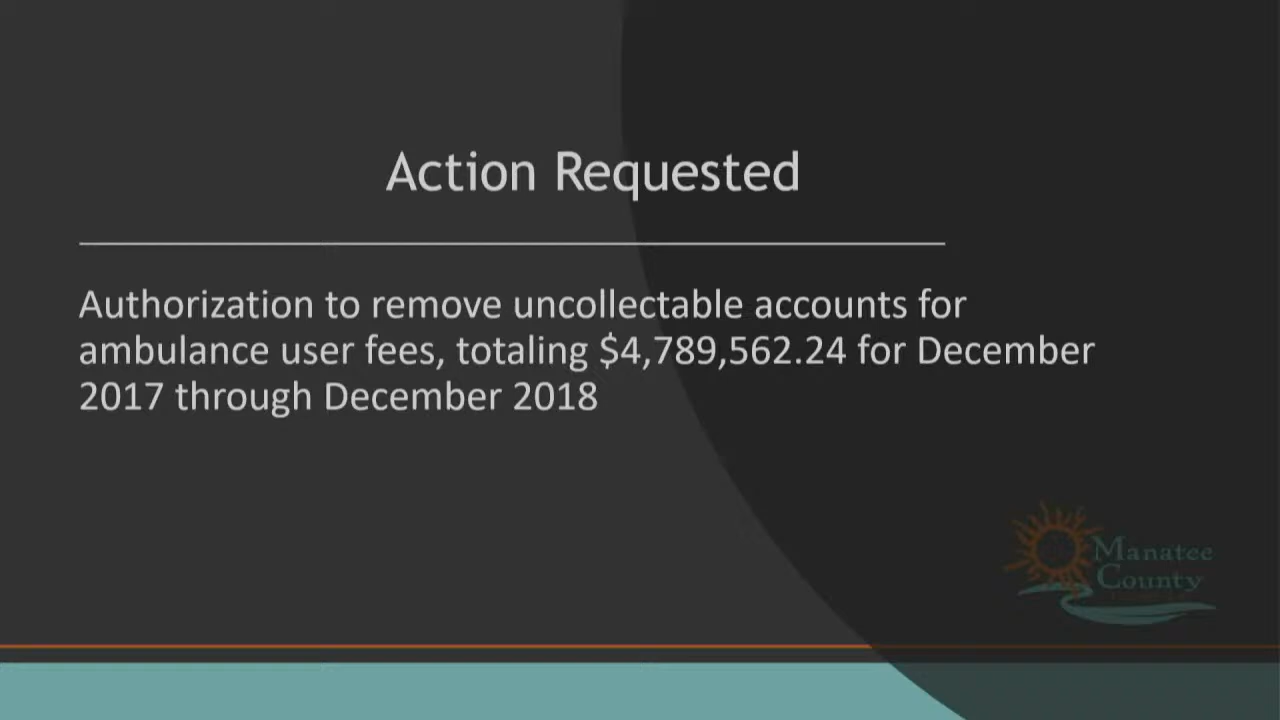 Action Requested
Authorization to remove uncollectable accounts for
ambulance user fees, totaling $4,789,562.24 for December
2017 through December 2018
Manatee
County